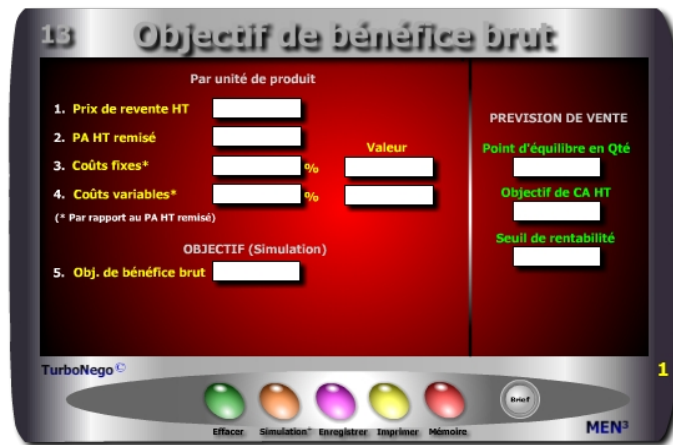 13
Objectif de bénéfice brut
Par unité de produit
1. Prix de revente HT
2. PA HT remisé
3. Coûts fixes*
%
Valeur
4. Coûts variables*
%
(* Par rapport au PA HT remisé)
OBJECTIF (Simulation)
5. Obj. de bénéfice brut
PREVISION DE VENTE
Point d'équilibre en Qté
Objectif de CA HT
Seuil de rentabilité
TurboNego©
1
Effacer
Simulation*
Enregistrer
Imprimer
Mémoire
Brief
MEN³